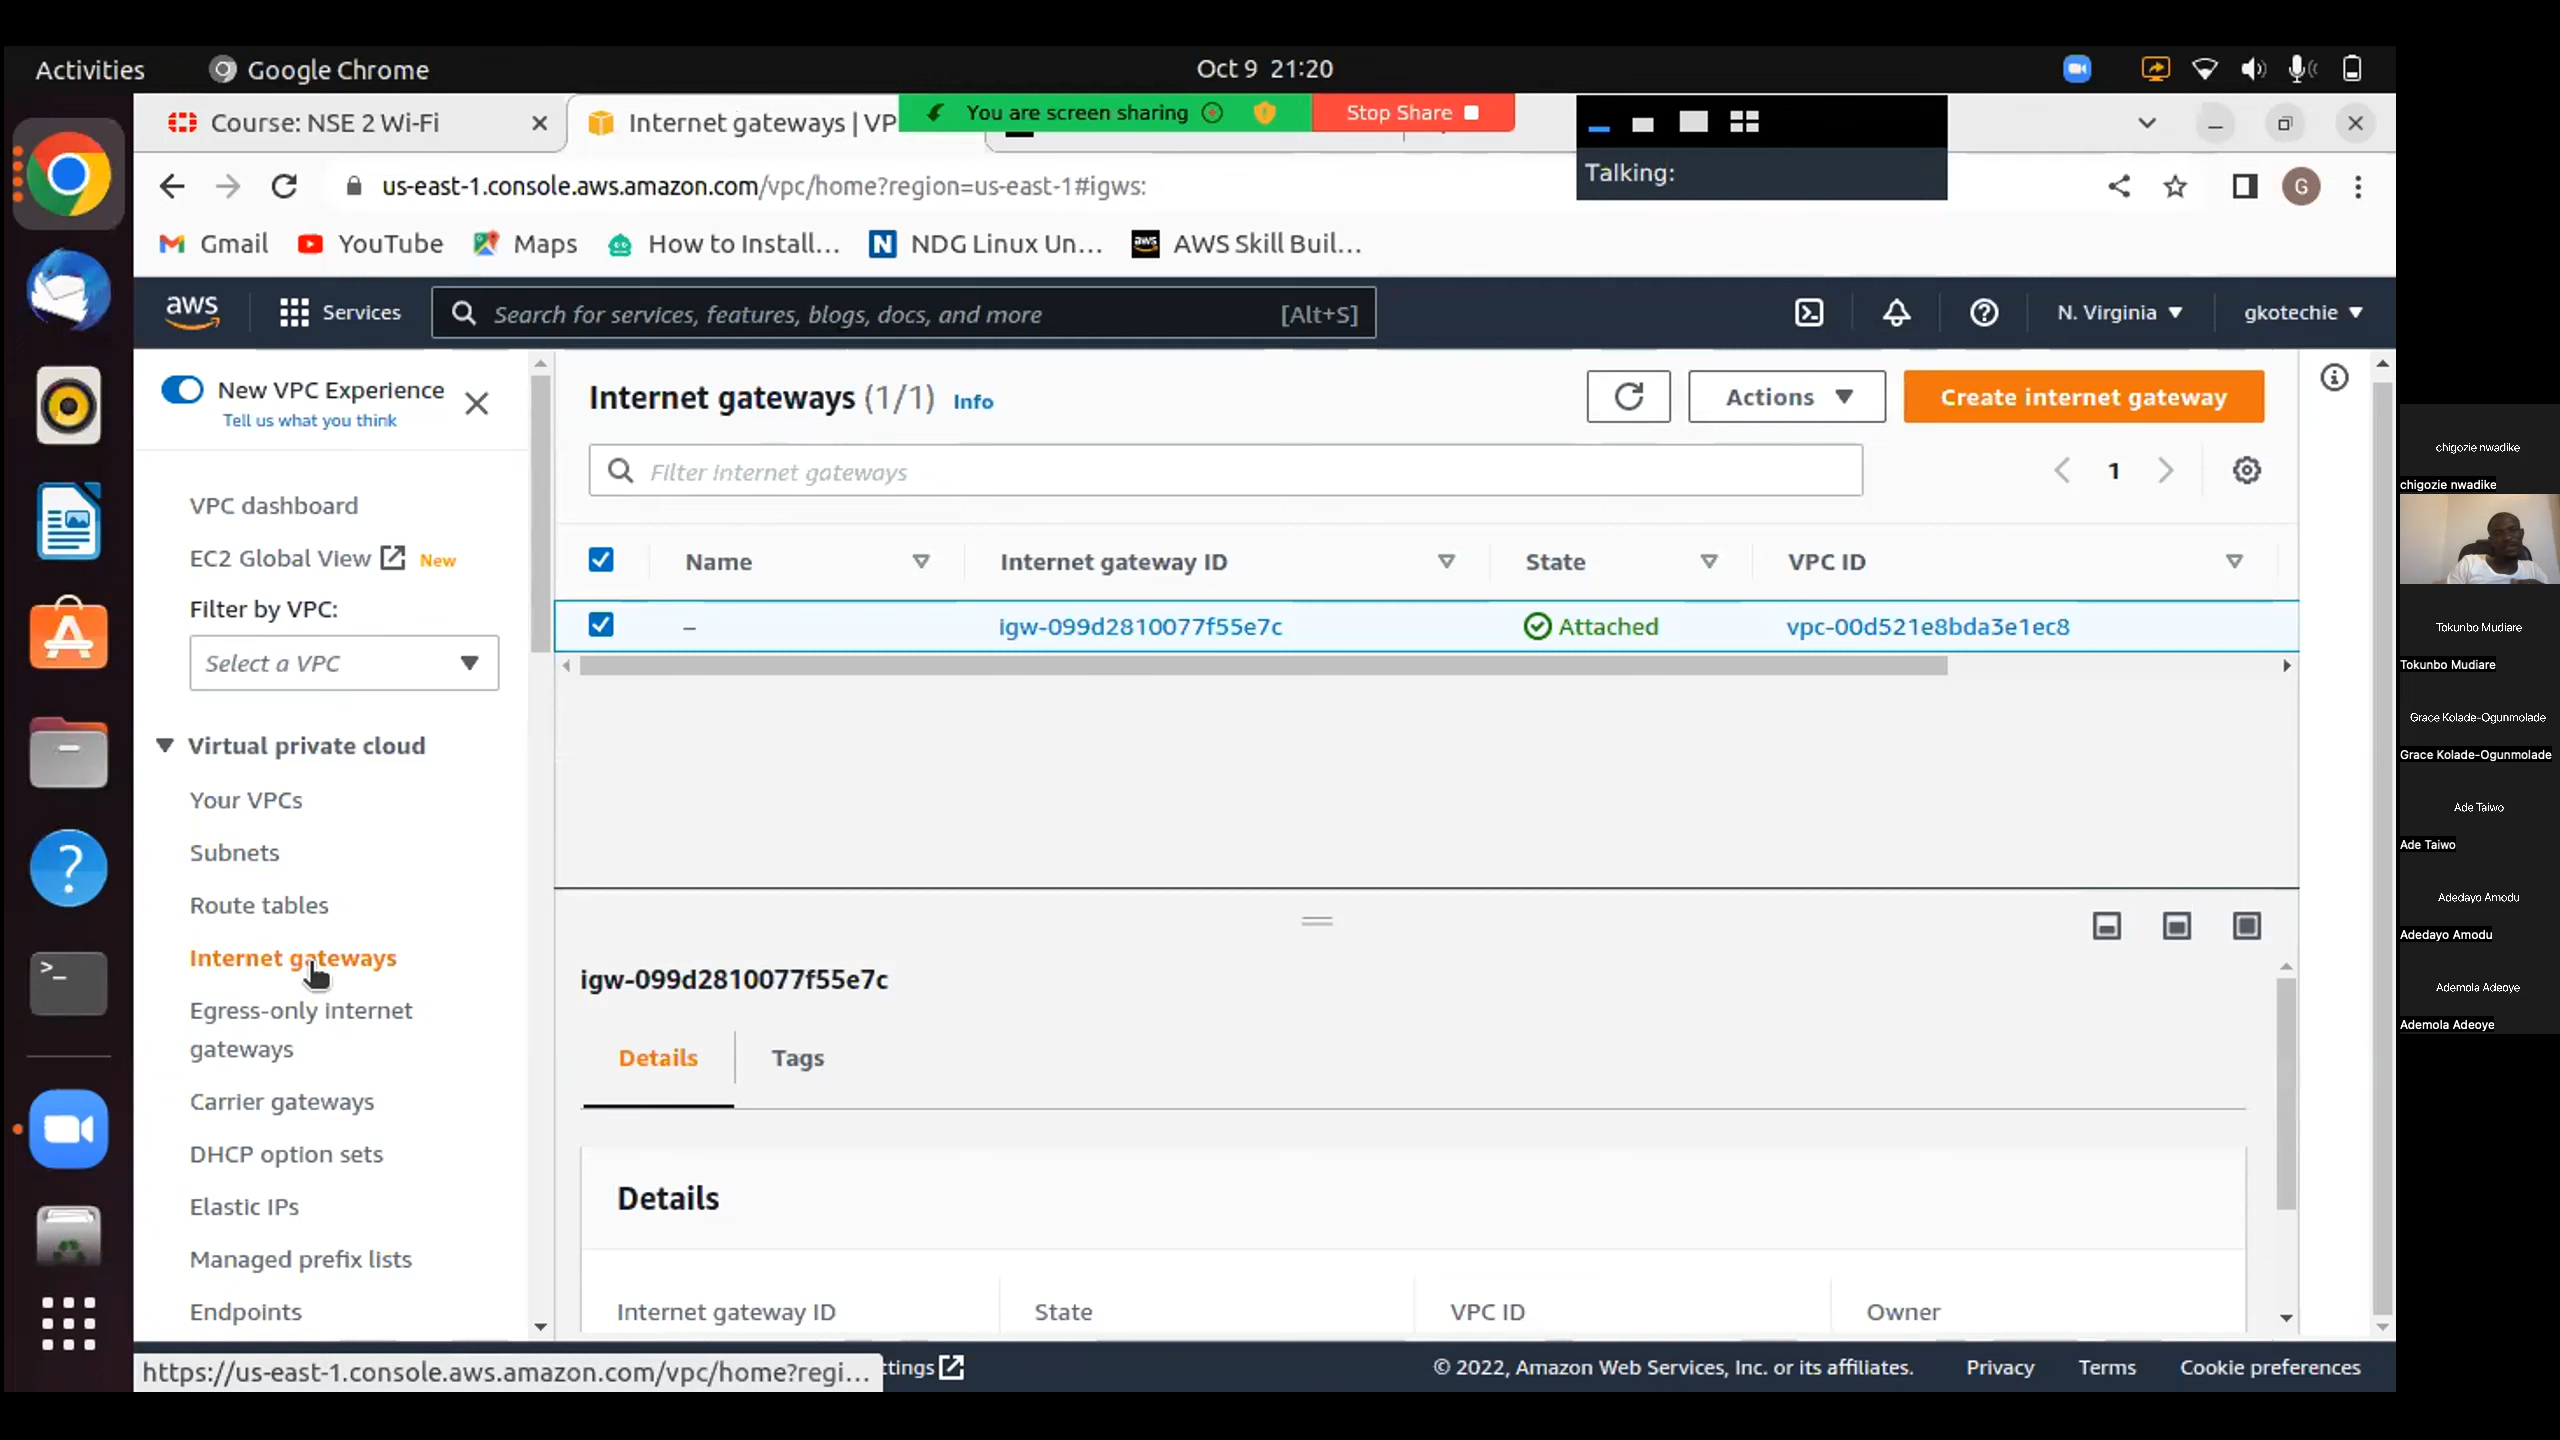 Activities
Google Chrome
Oct 9 21:20
Course: NSE 2 Wi-Fi
Internet gateways | VP
You are screen sharing
Stop Share
Talking:
us-east-1.console.aws.amazon.com/vpc/home?region=us-east-1#igws:
G
Gmail
YouTube
Maps
How to Install...
NDG Linux Un...
AWS Skill Buil...
aws
Services
Search for services, features, blogs, docs, and more
[Alt+S]
N. Virginia
gkotechie
New VPC Experience
Tell us what you think
VPC dashboard
EC2 Global View
New
Filter by VPC:
Select a VPC
Virtual private cloud
Your VPCs
Subnets
Route tables
Internet gateways
Egress-only internet
gateways
Carrier gateways
DHCP option sets
Elastic IPs
Managed prefix lists
Endpoints
Internet gateways (1/1)
Info
Actions
Create internet gateway
Filter internet gateways
1
Name
Internet gateway ID
State
VPC ID
–
igw-099d2810077f55e7c
Attached
vpc-00d521e8bda3e1ec8
igw-099d2810077f55e7c
Details
Tags
Details
Internet gateway ID
State
VPC ID
Owner
https://us-east-1.console.aws.amazon.com/vpc/home?regi...
ttings
© 2022, Amazon Web Services, Inc. or its affiliates.
Privacy
Terms
Cookie preferences
chigozie nwadike
chigozie nwadike
Tokunbo Mudiare
Tokunbo Mudiare
Grace Kolade-Ogunmolade
Grace Kolade-Ogunmolade
Ade Taiwo
Ade Taiwo
Adedayo Amodu
Adedayo Amodu
Ademola Adeoye
Ademola Adeoye